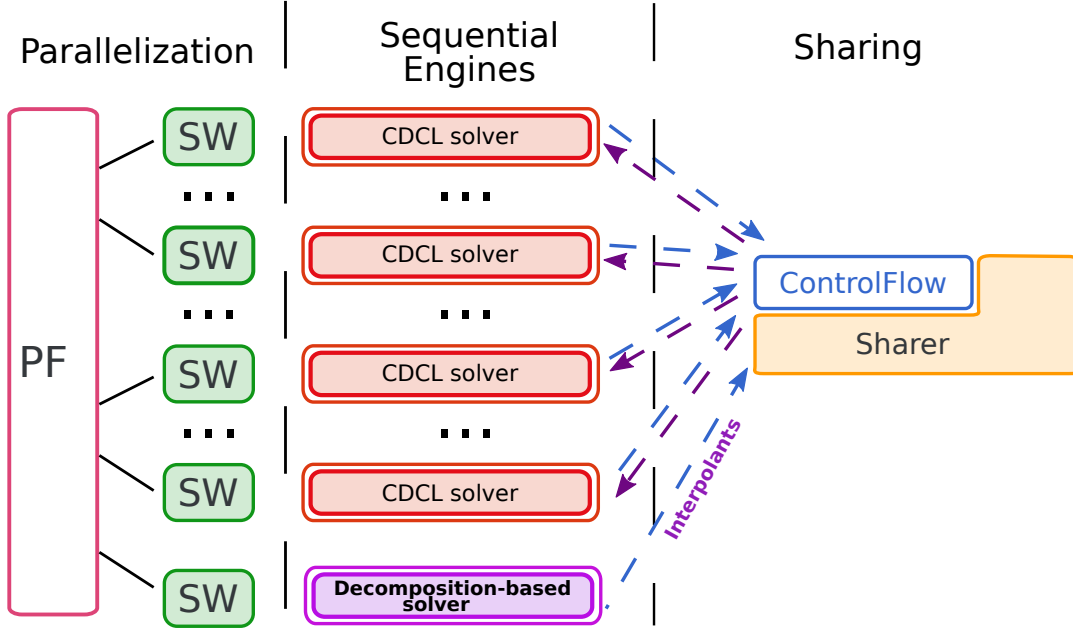 Parallelization
Sequential
Engines
Sharing
PF
SW
CDCL solver
SW
CDCL solver
ControlFlow
Sharer
SW
CDCL solver
SW
CDCL solver
Interpolants
SW
Decomposition-based
solver